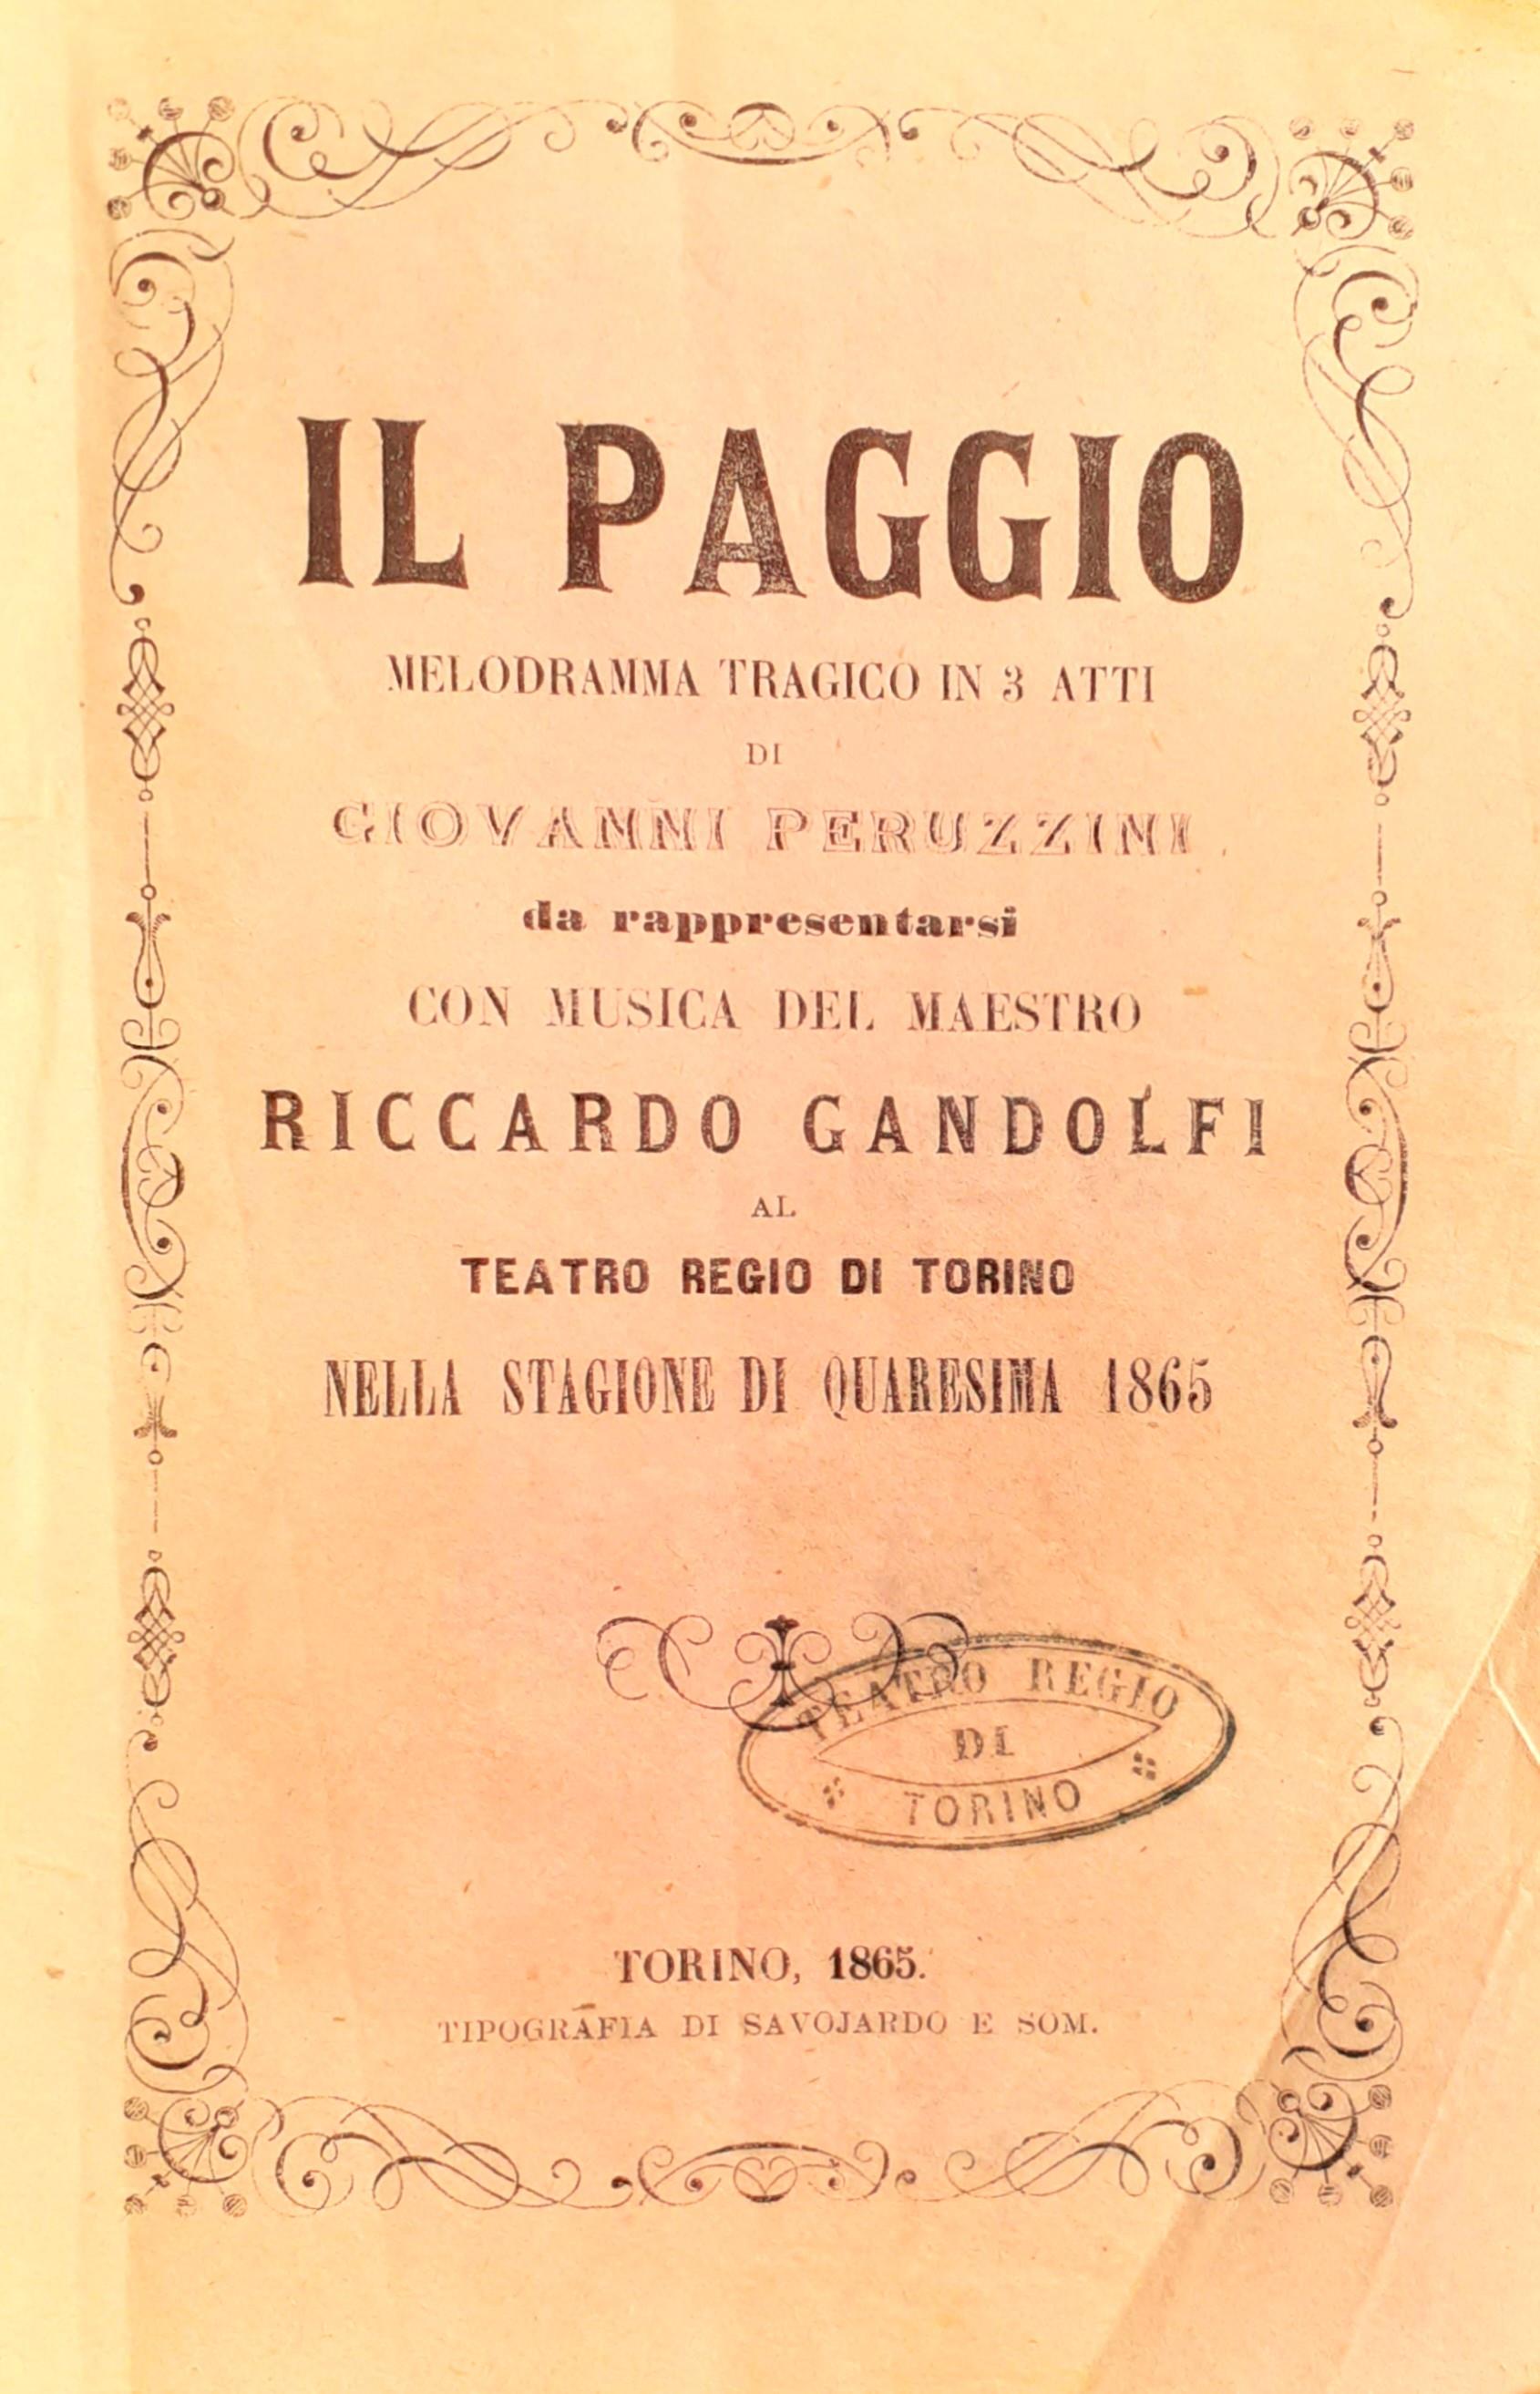 IL PAGGIO
MELODRAMMA TRAGICO IN 3 ATTI
DI
GIOVANNI PERUZZINI
da rappresentarsi
CON MUSICA DEL MAESTRO
RICCARDO GANDOLFI
AL
TEATRO REGIO DI TORINO
NELLA STAGIONE DI QUARESIMA 1865
TEATRO REGIO
DI
TORINO
TORINO, 1865.
TIPOGRAFIA DI SAVOJARDO E SOM.